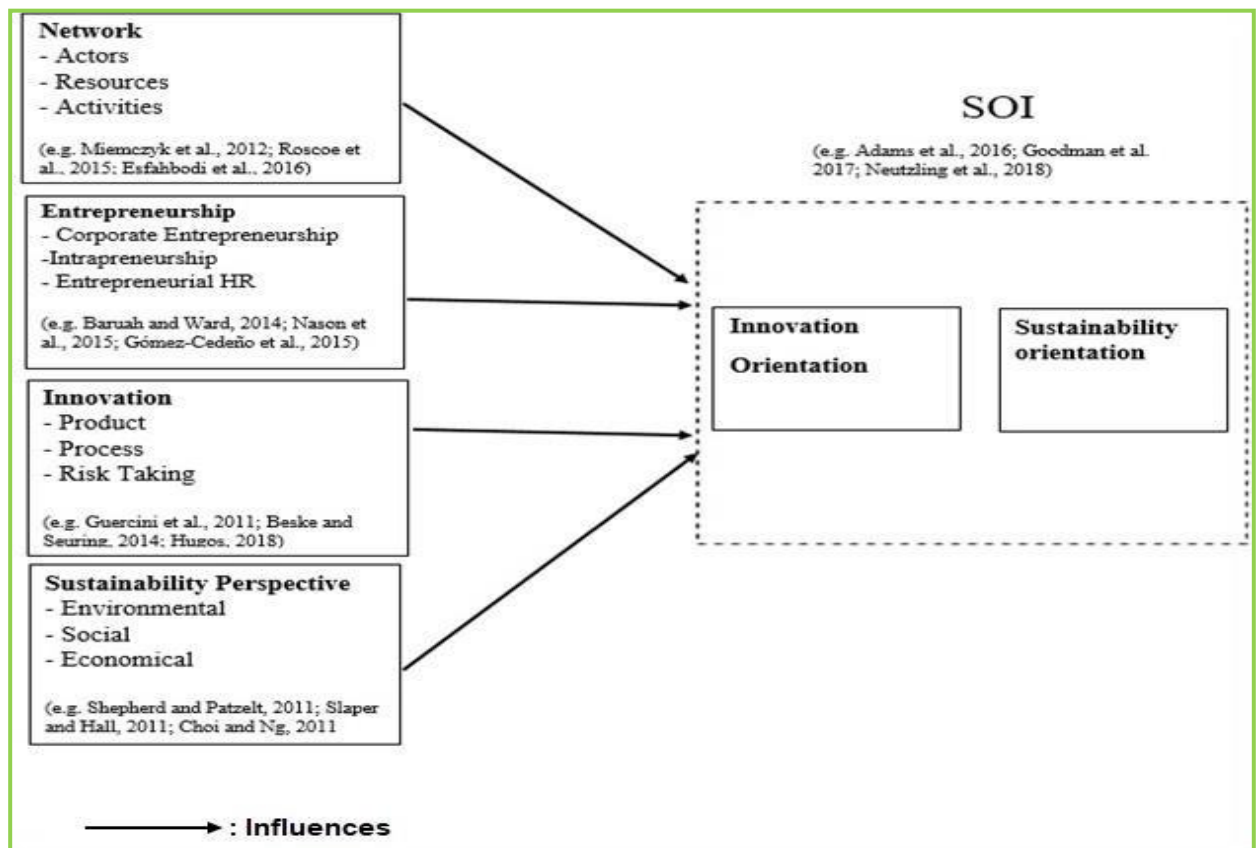 Network
- Actors
- Resources
- Activities
(e.g. Miemczyk et al., 2012; Roscoe et
al., 2015; Esfahbodi et al., 2016)
Entrepreneurship
- Corporate Entrepreneurship
-Intrapreneurship
- Entrepreneurial HR
(e.g. Baruah and Ward, 2014; Nason et
al., 2015; Gómez-Cedeño et al., 2015)
Innovation
- Product
- Process
- Risk Taking
(e.g. Guercini et al., 2011; Beske and
Seuring, 2014; Hugos, 2018)
Sustainability Perspective
- Environmental
- Social
- Economical
(e.g. Shepherd and Patzelt, 2011; Slaper
and Hall, 2011; Choi and Ng, 2011
SOI
(e.g. Adams et al., 2016; Goodman et al.
2017; Neutzling et al., 2018)
Innovation
Orientation
Sustainability
orientation
: Influences